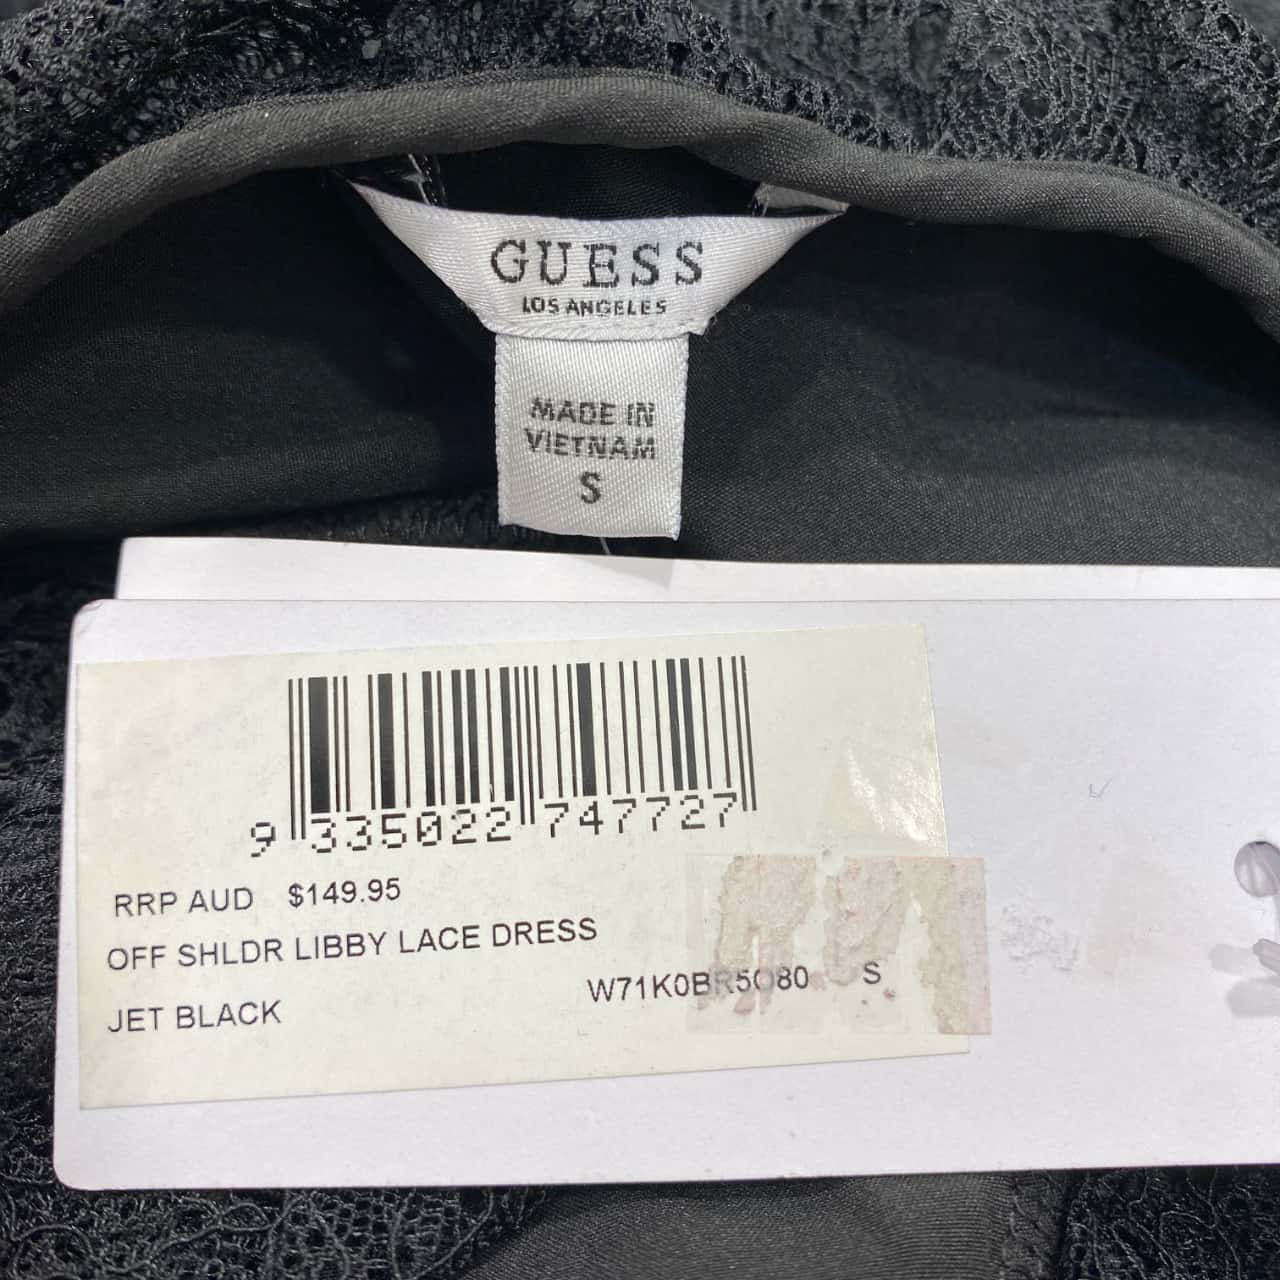 GUESS
LOS ANGELES
MADE IN
VIETNAM
S
9 335022 747727
RRP AUD $149.95
OFF SHLDR LIBBY LACE DRESS
W71K0BR5O80 S
JET BLACK